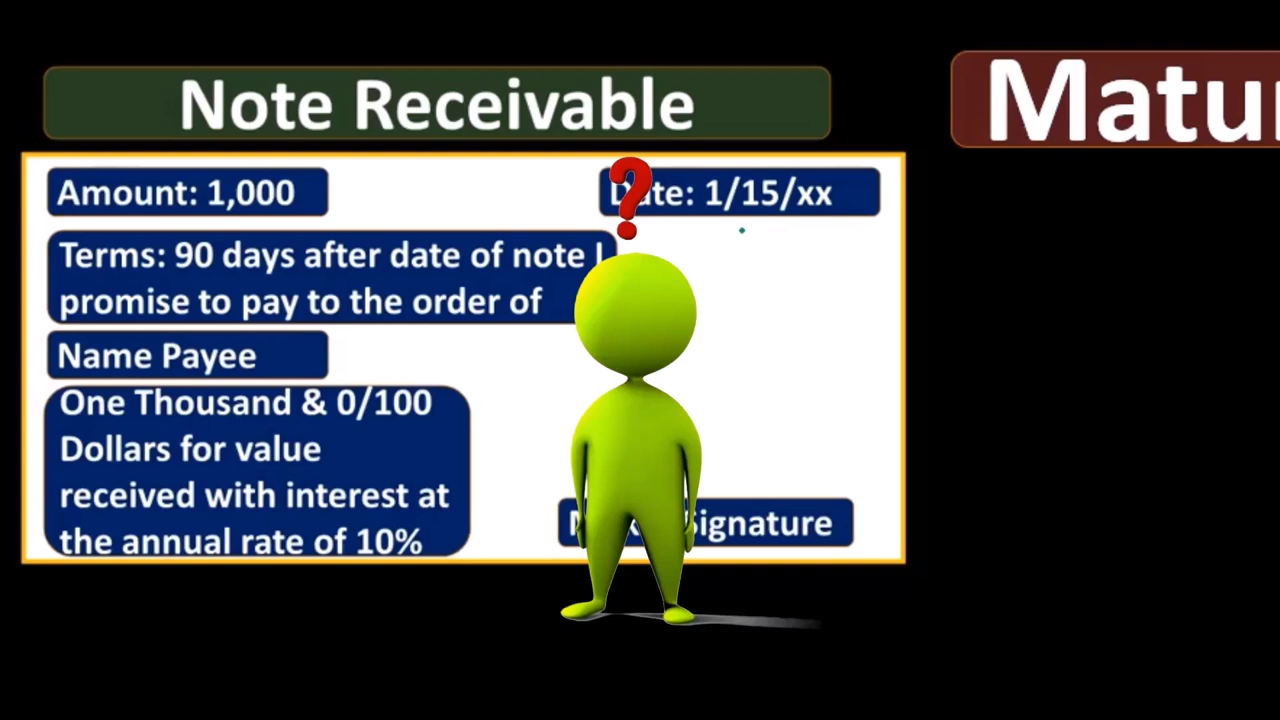 Note Receivable
Amount: 1,000
Date: 1/15/xx
Terms: 90 days after date of note I
promise to pay to the order of
Name Payee
One Thousand & 0/100
Dollars for value
received with interest at
the annual rate of 10%
Signature